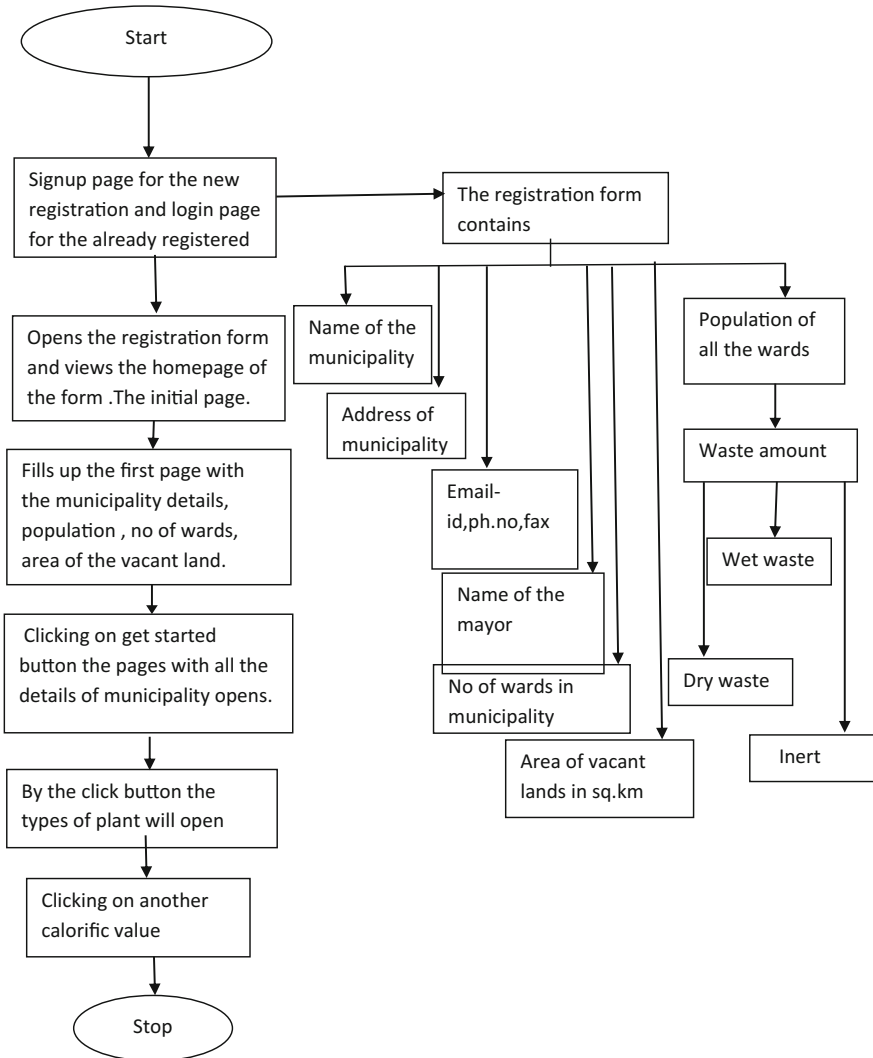 Start
Signup page for the new
registration and login page
for the already registered
Opens the registration form
and views the homepage of
the form .The initial page.
Fills up the first page with
the municipality details,
population , no of wards,
area of the vacant land.
Clicking on get started
button the pages with all the
details of municipality opens.
By the click button the
types of plant will open
Clicking on another
calorific value
Stop
The registration form
contains
Name of the
municipality
Address of
municipality
Email-
id,ph.no,fax
Name of the
mayor
No of wards in
municipality
Area of vacant
lands in sq.km
Population of
all the wards
Waste amount
Wet waste
Dry waste
Inert